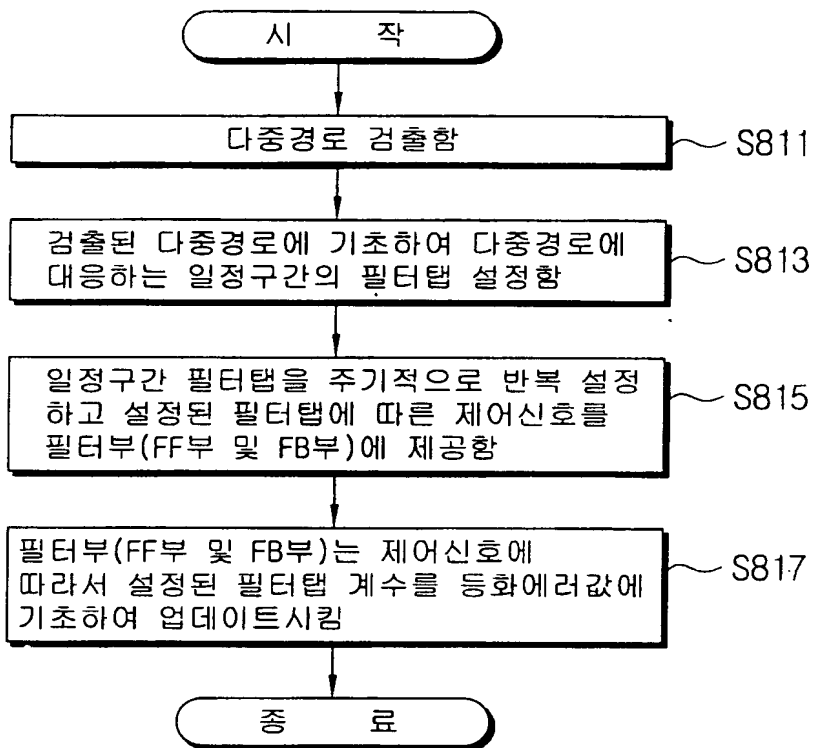 시 작
다중경로 검출함
S811
검출된 다중경로에 기초하여 다중경로에
대응하는 일정구간의 필터탭 설정함
S813
일정구간 필터탭을 주기적으로 반복 설정
하고 설정된 필터탭에 따른 제어신호를
필터부(FF부 및 FB부)에 제공함
S815
필터부(FF부 및 FB부)는 제어신호에
따라서 설정된 필터탭 계수를 등화에러값에
기초하여 업데이트시킴
S817
종 료